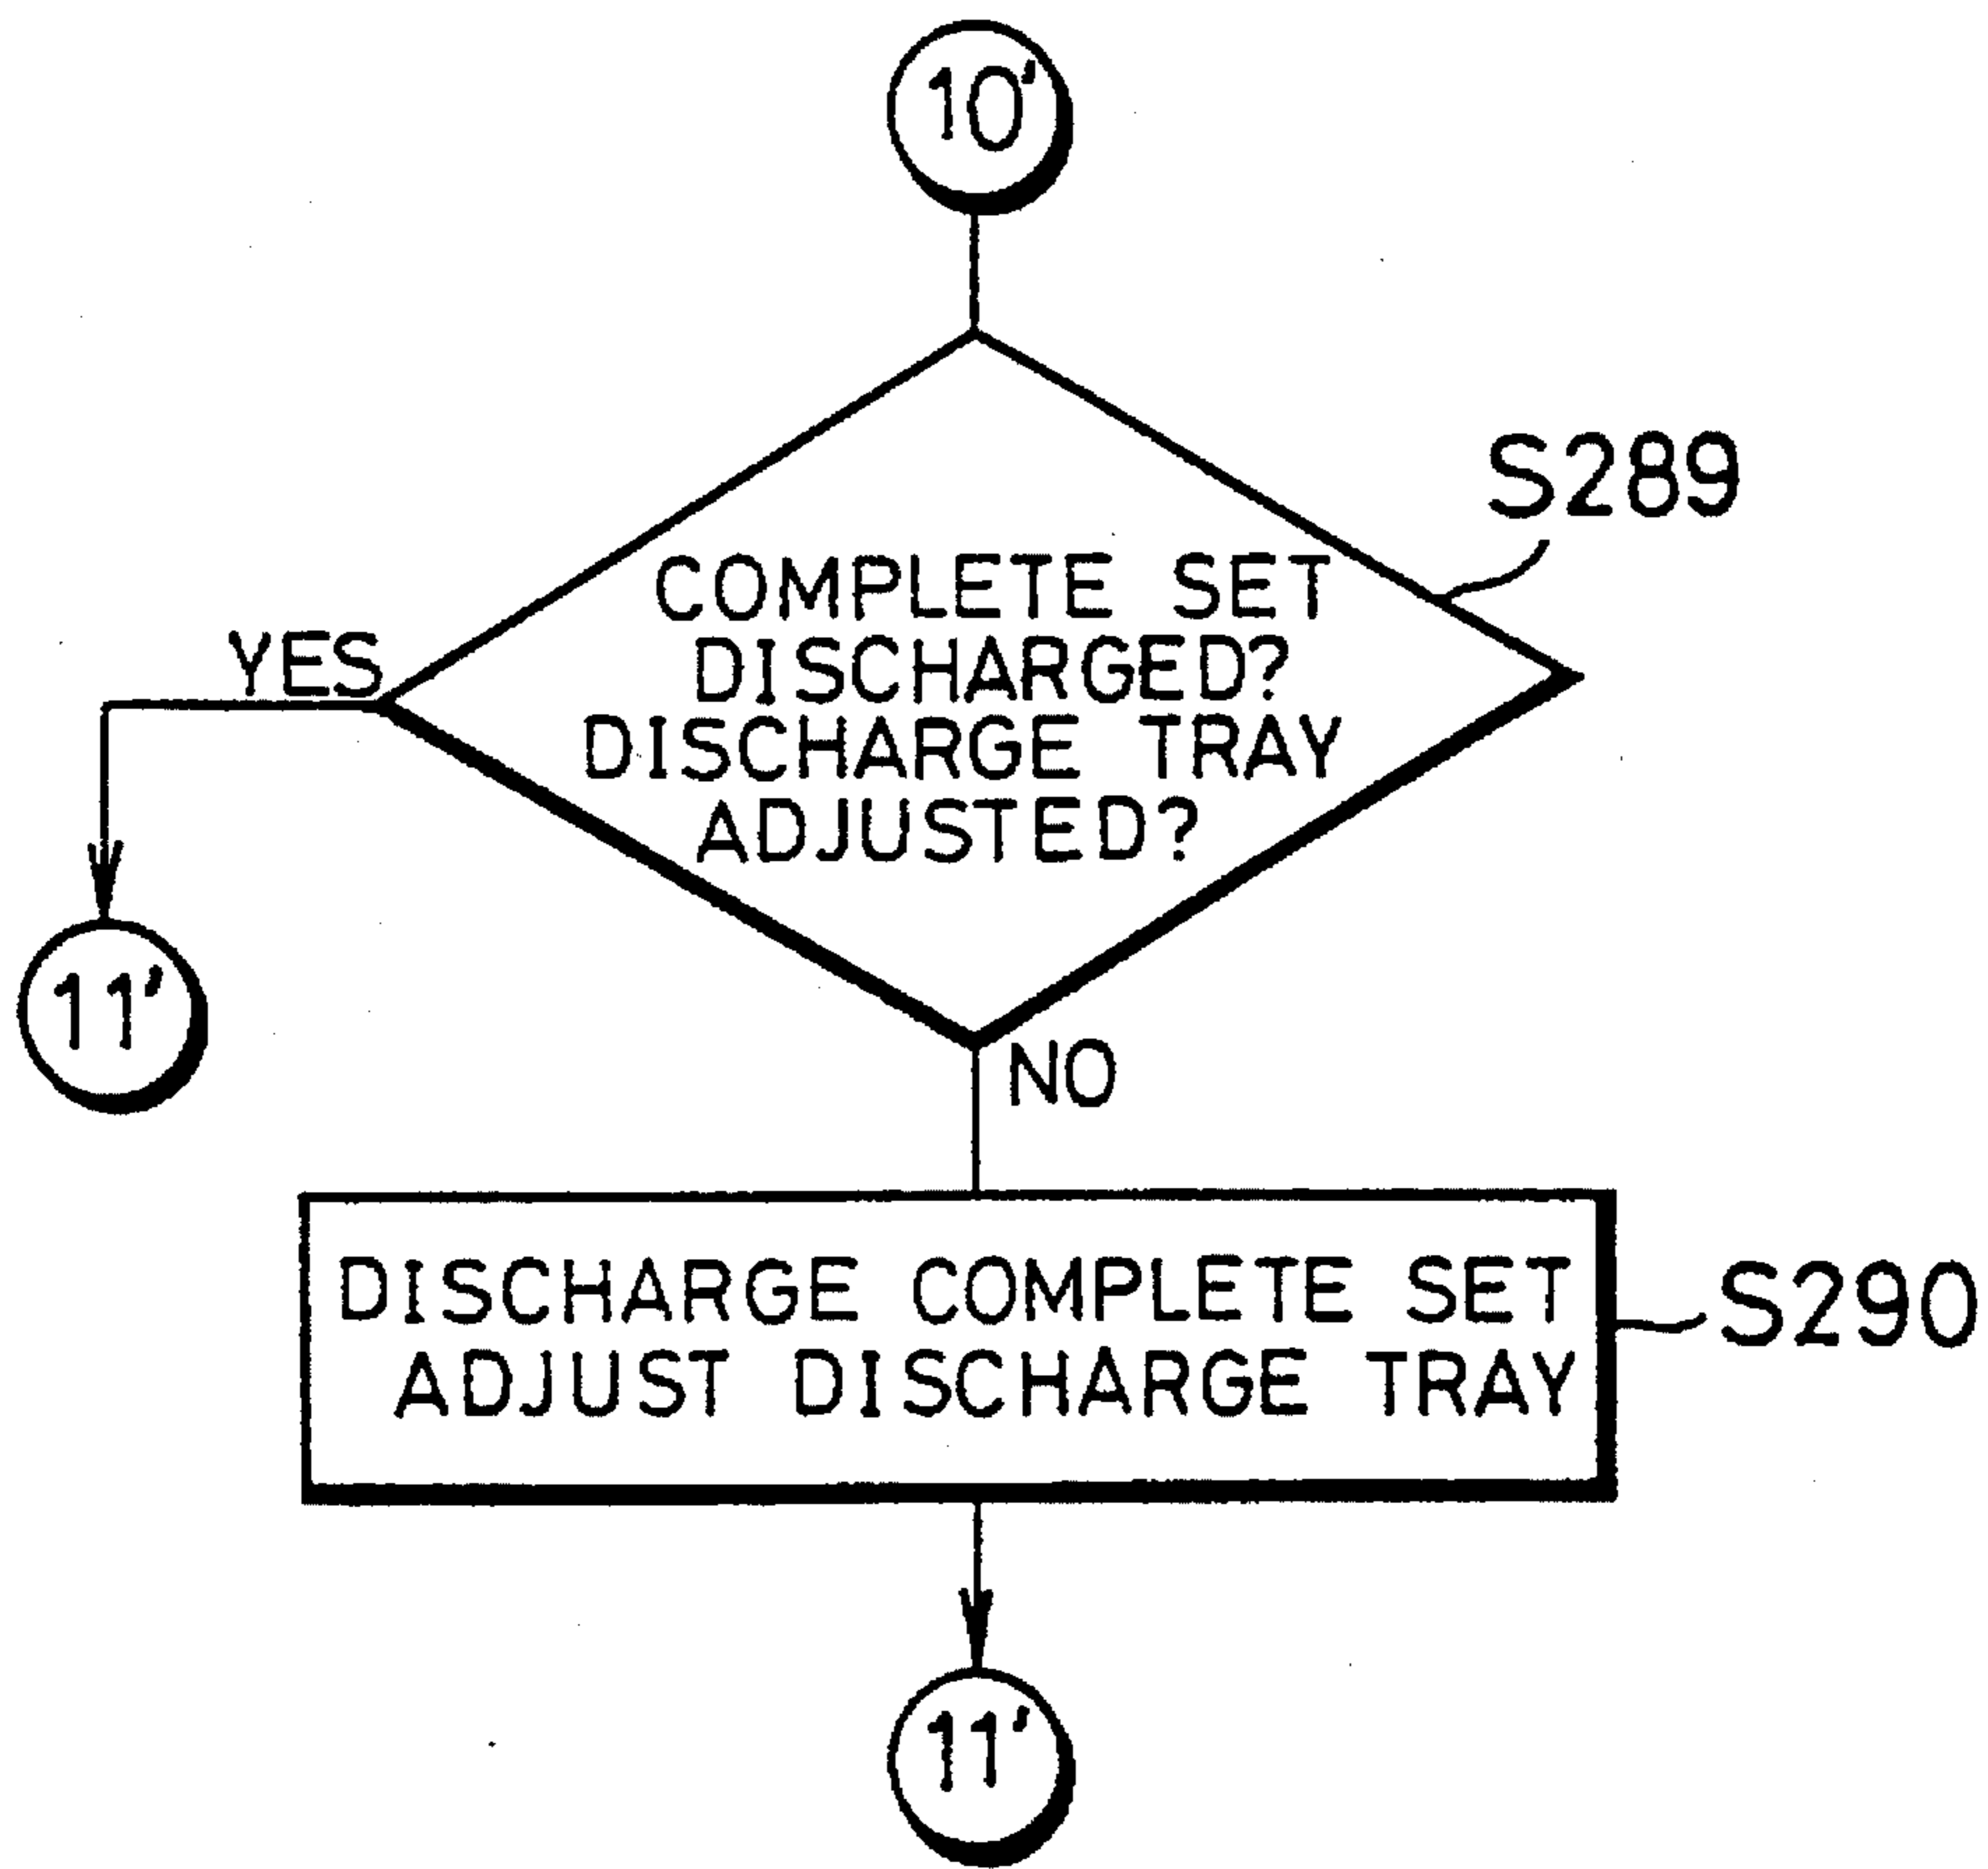 10'
S289
COMPLETE SET
DISCHARGED?
DISCHARGE TRAY
ADJUSTED?
YES
11'
NO
DISCHARGE COMPLETE SET
ADJUST DISCHARGE TRAY
S290
11'